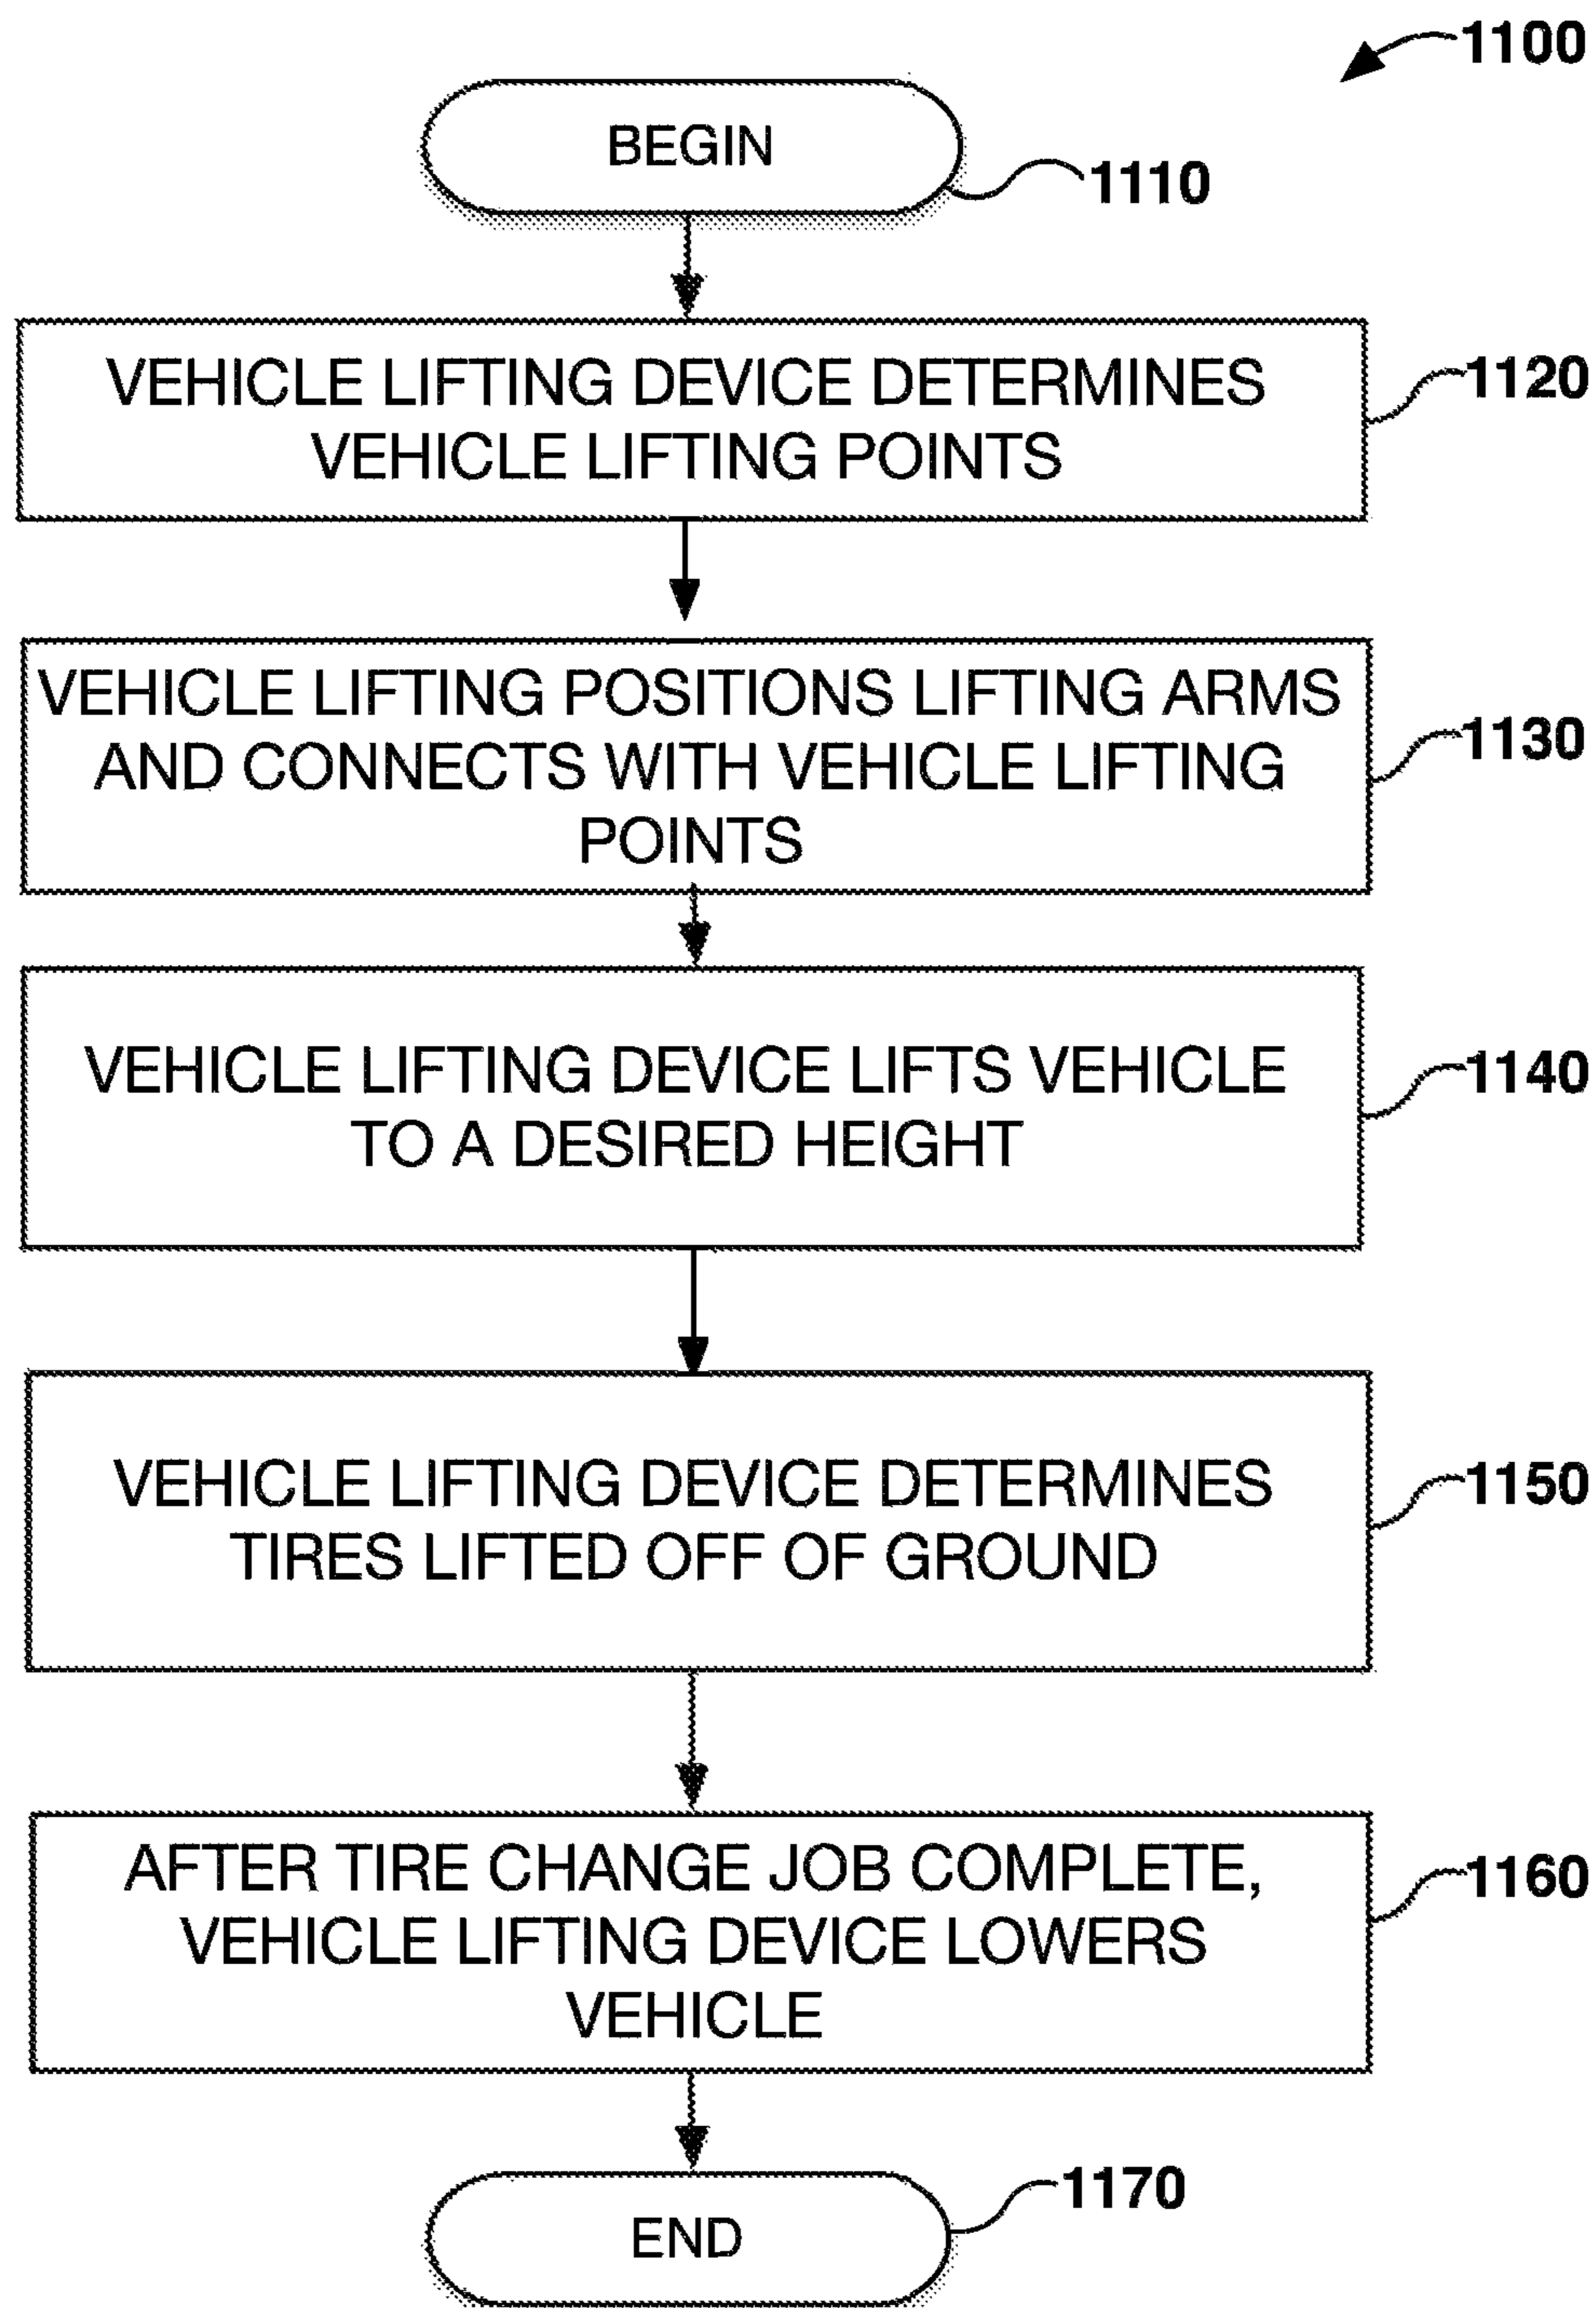 1100
BEGIN
1110
VEHICLE LIFTING DEVICE DETERMINES
VEHICLE LIFTING POINTS
1120
VEHICLE LIFTING POSITIONS LIFTING ARMS
AND CONNECTS WITH VEHICLE LIFTING
POINTS
1130
VEHICLE LIFTING DEVICE LIFTS VEHICLE
TO A DESIRED HEIGHT
1140
VEHICLE LIFTING DEVICE DETERMINES
TIRES LIFTED OFF OF GROUND
1150
AFTER TIRE CHANGE JOB COMPLETE,
VEHICLE LIFTING DEVICE LOWERS
VEHICLE
1160
END
1170